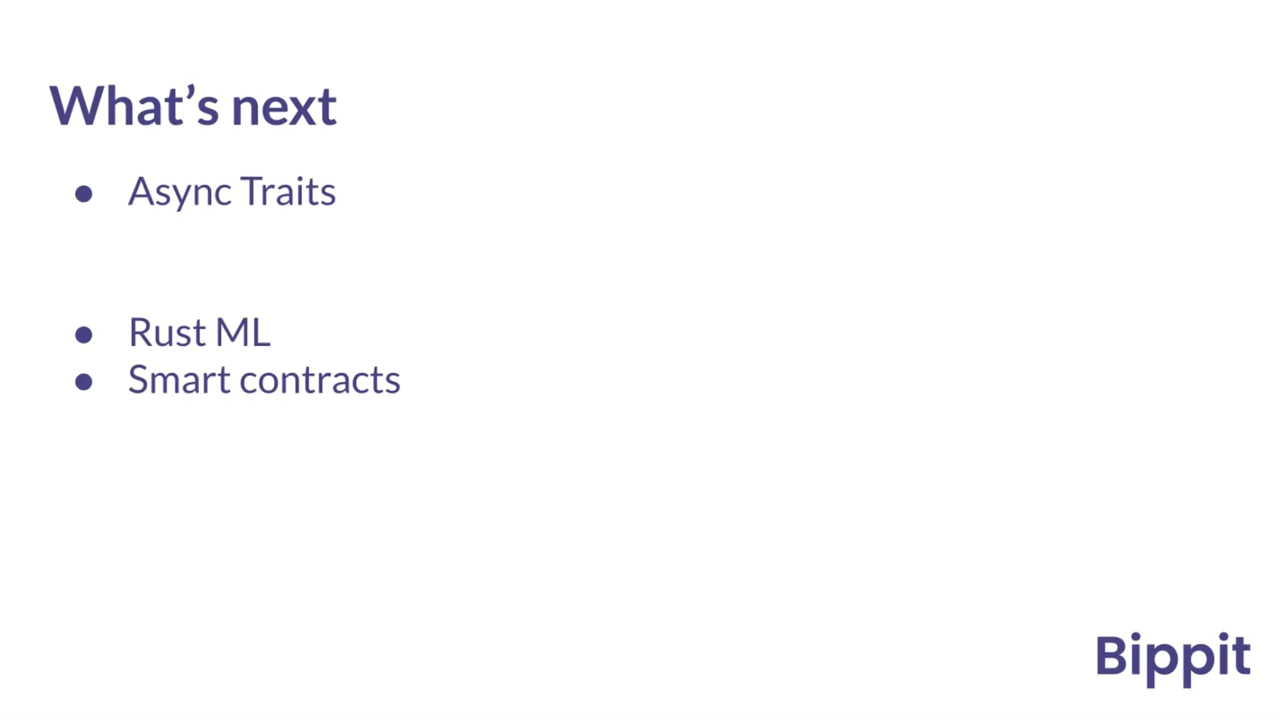 What’s next
● Async Traits
● Rust ML
● Smart contracts
Bippit